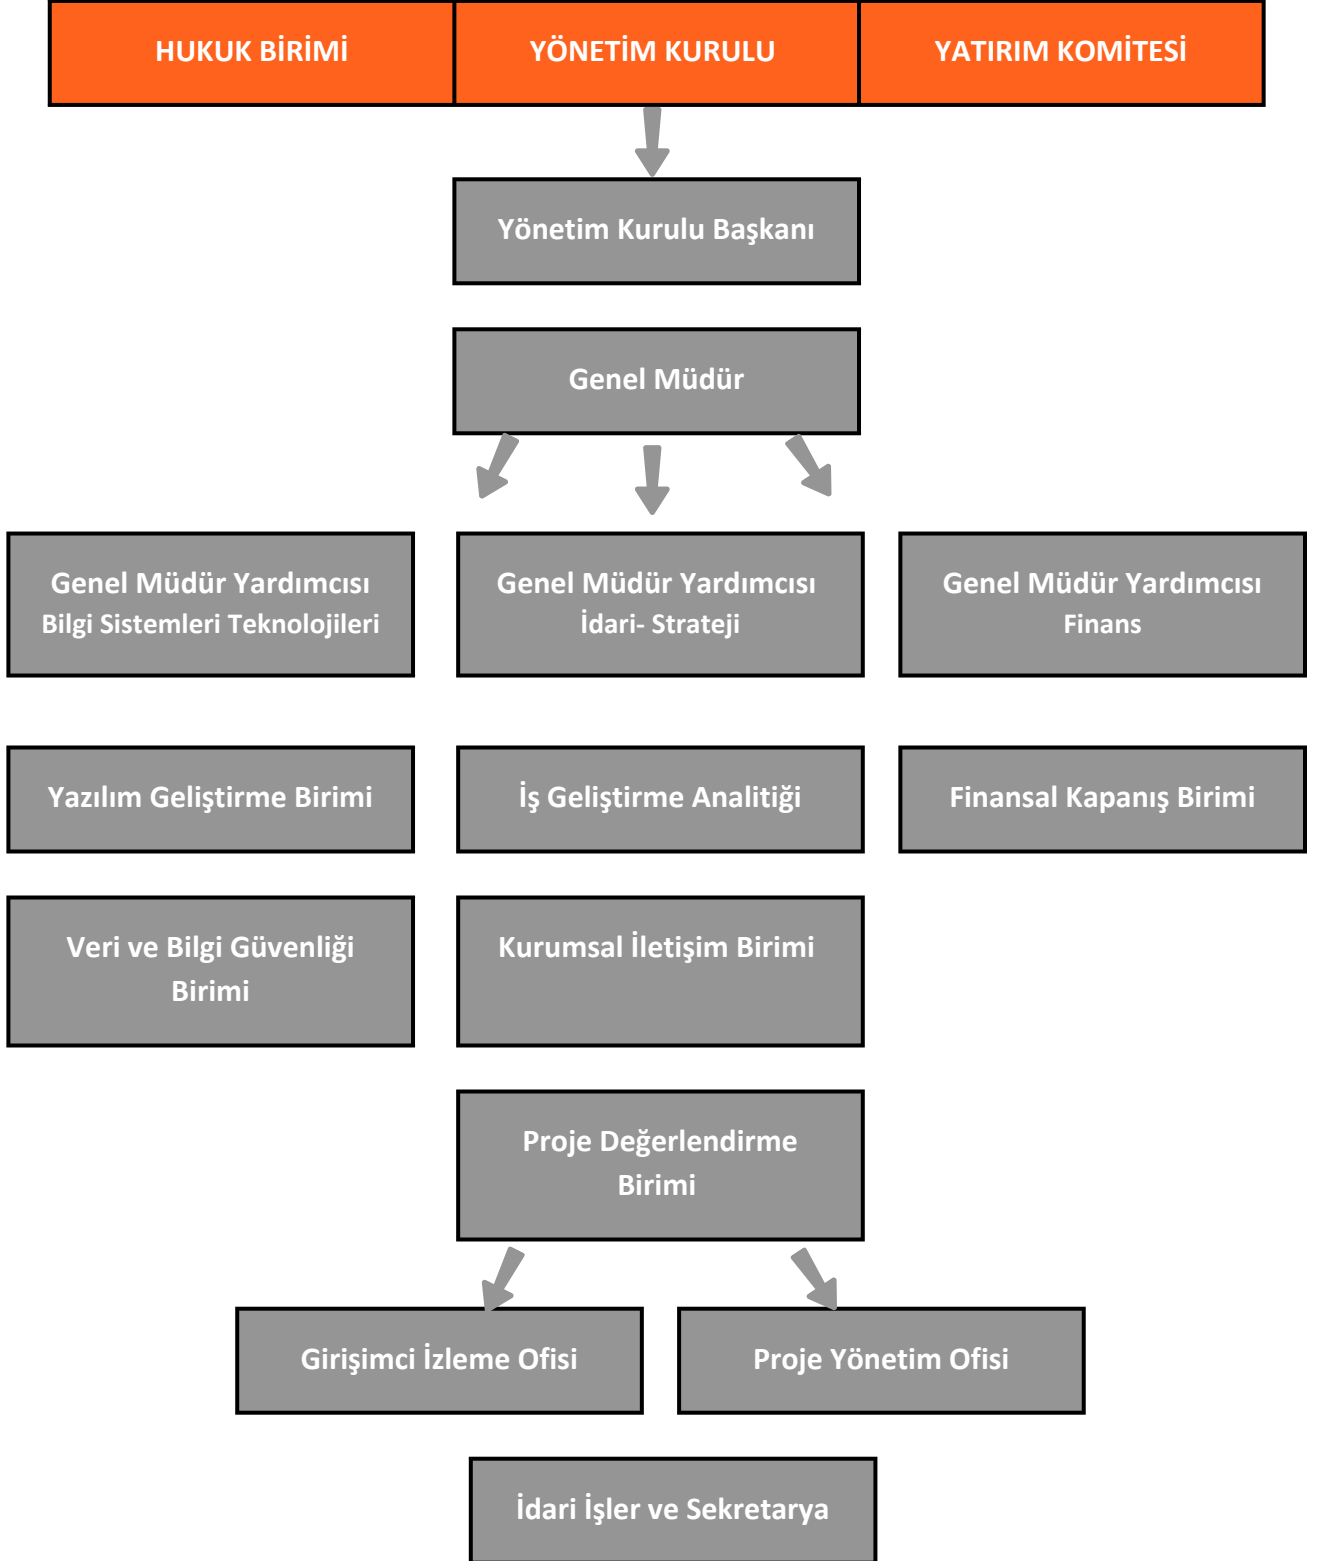 HUKUK BİRİMİ
YÖNETİM KURULU
YATIRIM KOMİTESİ
Yönetim Kurulu Başkanı
Genel Müdür
Genel Müdür Yardımcısı
Bilgi Sistemleri Teknolojileri
Genel Müdür Yardımcısı
İdari- Strateji
Genel Müdür Yardımcısı
Finans
Yazılım Geliştirme Birimi
İş Geliştirme Analitiği
Finansal Kapanış Birimi
Veri ve Bilgi Güvenliği
Birimi
Kurumsal İletişim Birimi
Proje Değerlendirme
Birimi
Girişimci İzleme Ofisi
Proje Yönetim Ofisi
İdari İşler ve Sekretarya